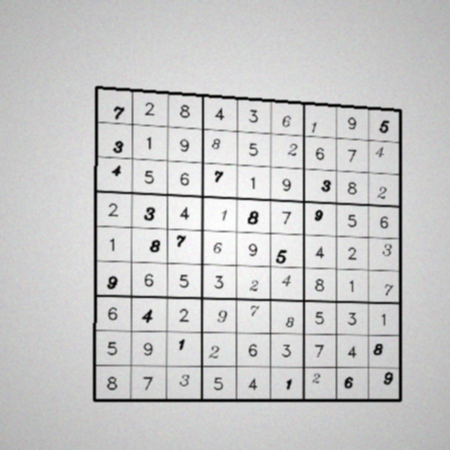 7 2 8 4 3 6 1 9 5
3 1 9 8 5 2 6 7 4
4 5 6 7 1 9 3 8 2
2 3 4 1 8 7 9 5 6
1 8 7 6 9 5 4 2 3
9 6 5 3 2 4 8 1 7
6 4 2 9 7 8 5 3 1
5 9 1 2 6 3 7 4 8
8 7 3 5 4 1 2 6 9